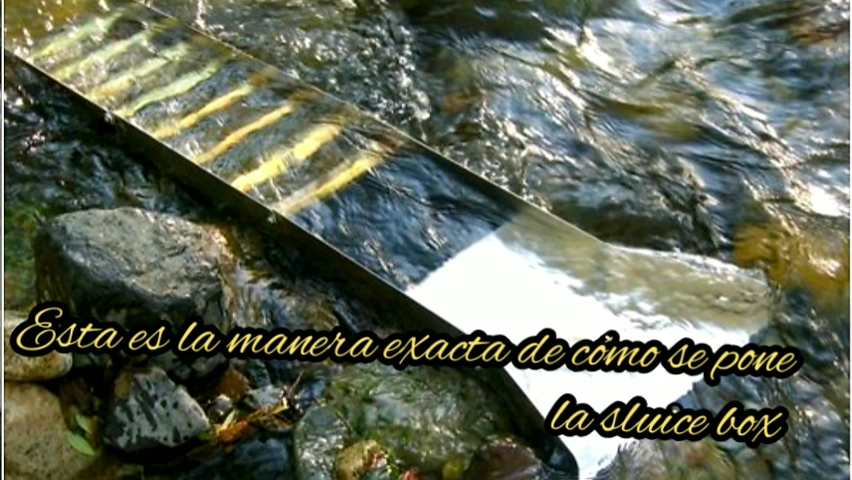 Esta es la manera exacta de cómo se pone
la sluice box